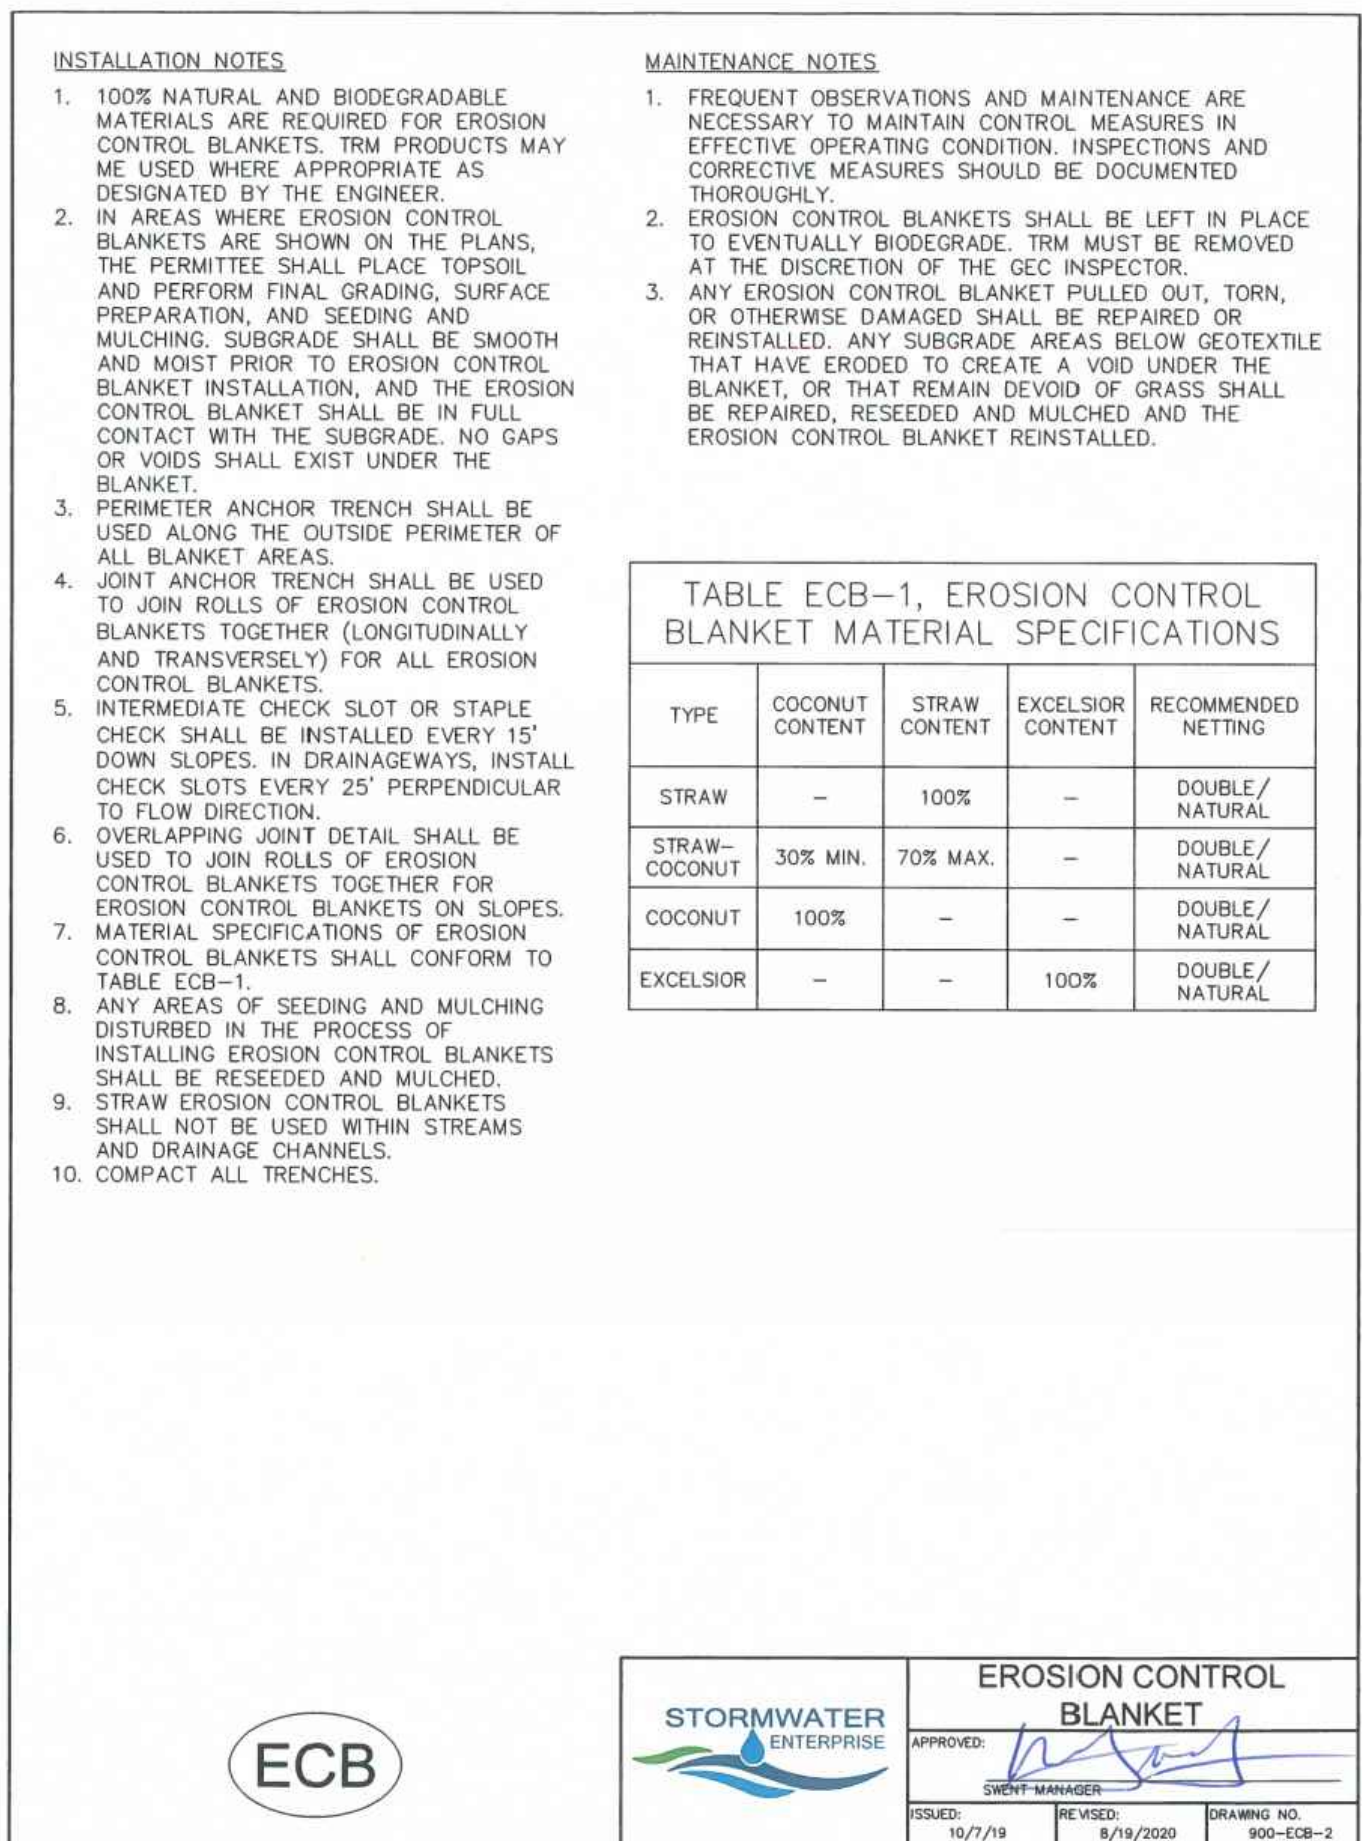 INSTALLATION NOTES
1. 100% NATURAL AND BIODEGRADABLE
MATERIALS ARE REQUIRED FOR EROSION
CONTROL BLANKETS. TRM PRODUCTS MAY
ME USED WHERE APPROPRIATE AS
DESIGNATED BY THE ENGINEER.
2. IN AREAS WHERE EROSION CONTROL
BLANKETS ARE SHOWN ON THE PLANS,
THE PERMITTEE SHALL PLACE TOPSOIL
AND PERFORM FINAL GRADING, SURFACE
PREPARATION, AND SEEDING AND
MULCHING. SUBGRADE SHALL BE SMOOTH
AND MOIST PRIOR TO EROSION CONTROL
BLANKET INSTALLATION, AND THE EROSION
CONTROL BLANKET SHALL BE IN FULL
CONTACT WITH THE SUBGRADE. NO GAPS
OR VOIDS SHALL EXIST UNDER THE
BLANKET.
3. PERIMETER ANCHOR TRENCH SHALL BE
USED ALONG THE OUTSIDE PERIMETER OF
ALL BLANKET AREAS.
4. JOINT ANCHOR TRENCH SHALL BE USED
TO JOIN ROLLS OF EROSION CONTROL
BLANKETS TOGETHER (LONGITUDINALLY
AND TRANSVERSELY) FOR ALL EROSION
CONTROL BLANKETS.
5. INTERMEDIATE CHECK SLOT OR STAPLE
CHECK SHALL BE INSTALLED EVERY 15'
DOWN SLOPES. IN DRAINAGEWAYS, INSTALL
CHECK SLOTS EVERY 25' PERPENDICULAR
TO FLOW DIRECTION.
6. OVERLAPPING JOINT DETAIL SHALL BE
USED TO JOIN ROLLS OF EROSION
CONTROL BLANKETS TOGETHER FOR
EROSION CONTROL BLANKETS ON SLOPES.
7. MATERIAL SPECIFICATIONS OF EROSION
CONTROL BLANKETS SHALL CONFORM TO
TABLE ECB-1.
8. ANY AREAS OF SEEDING AND MULCHING
DISTURBED IN THE PROCESS OF
INSTALLING EROSION CONTROL BLANKETS
SHALL BE RESEEDED AND MULCHED.
9. STRAW EROSION CONTROL BLANKETS
SHALL NOT BE USED WITHIN STREAMS
AND DRAINAGE CHANNELS.
10. COMPACT ALL TRENCHES.
MAINTENANCE NOTES
1. FREQUENT OBSERVATIONS AND MAINTENANCE ARE
NECESSARY TO MAINTAIN CONTROL MEASURES IN
EFFECTIVE OPERATING CONDITION. INSPECTIONS AND
CORRECTIVE MEASURES SHOULD BE DOCUMENTED
THOROUGHLY.
2. EROSION CONTROL BLANKETS SHALL BE LEFT IN PLACE
TO EVENTUALLY BIODEGRADE. TRM MUST BE REMOVED
AT THE DISCRETION OF THE GEC INSPECTOR.
3. ANY EROSION CONTROL BLANKET PULLED OUT, TORN,
OR OTHERWISE DAMAGED SHALL BE REPAIRED OR
REINSTALLED. ANY SUBGRADE AREAS BELOW GEOTEXTILE
THAT HAVE ERODED TO CREATE A VOID UNDER THE
BLANKET, OR THAT REMAIN DEVOID OF GRASS SHALL
BE REPAIRED, RESEEDED AND MULCHED AND THE
EROSION CONTROL BLANKET REINSTALLED.
TABLE ECB-1, EROSION CONTROL
BLANKET MATERIAL SPECIFICATIONS
TYPE COCONUT CONTENT STRAW CONTENT EXCELSIOR CONTENT RECOMMENDED NETTING
STRAW - 100% - DOUBLE/ NATURAL
STRAW-COCONUT 30% MIN. 70% MAX. - DOUBLE/ NATURAL
COCONUT 100% - - DOUBLE/ NATURAL
EXCELSIOR - - 100% DOUBLE/ NATURAL
ECB
STORMWATER
ENTERPRISE
EROSION CONTROL
BLANKET
APPROVED:
SWENT MANAGER
ISSUED: REVISED: DRAWING NO.
10/7/19 8/19/2020 900-ECB-2